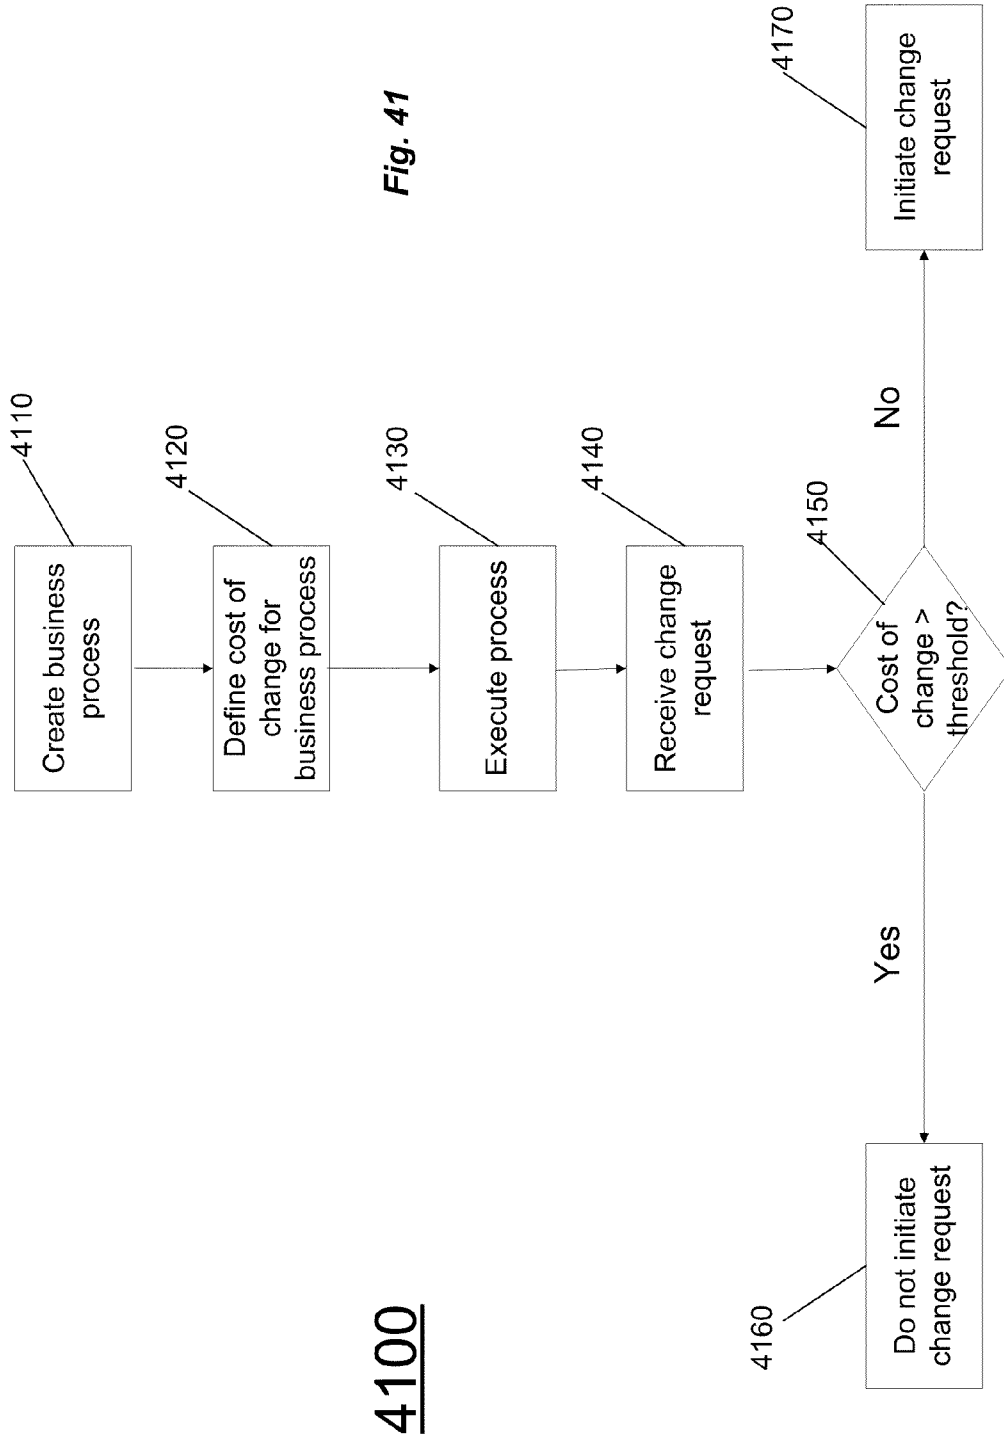 4100
Fig. 41
Create business
process
4110
Define cost of
change for
business process
4120
Execute process
4130
Receive change
request
4140
Cost of
change >
threshold?
4150
Yes
No
Do not initiate
change request
4160
Initiate change
request
4170